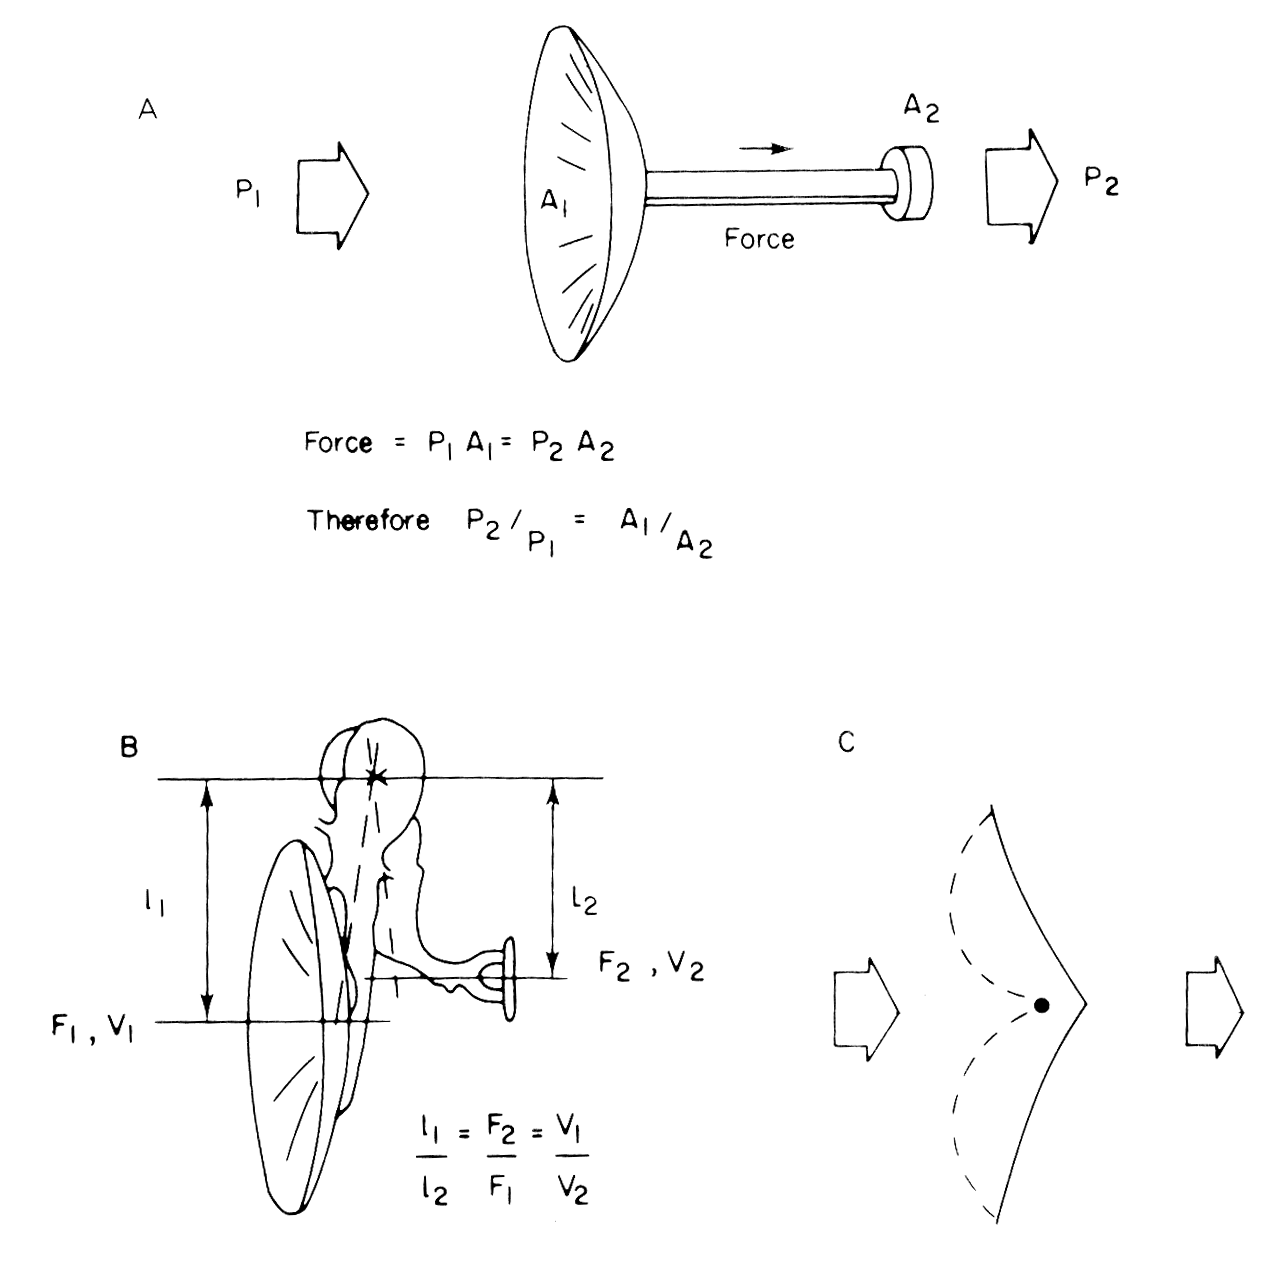 A
A₂
P₁
A₁
P₂
Force
Force = P₁ A₁ = P₂ A₂
Therefore P₂/P₁ = A₁/A₂
B
C
l₁
l₂
F₂ , V₂
F₁ , V₁
l₁ = F₂ = V₁
l₂ F₁ V₂